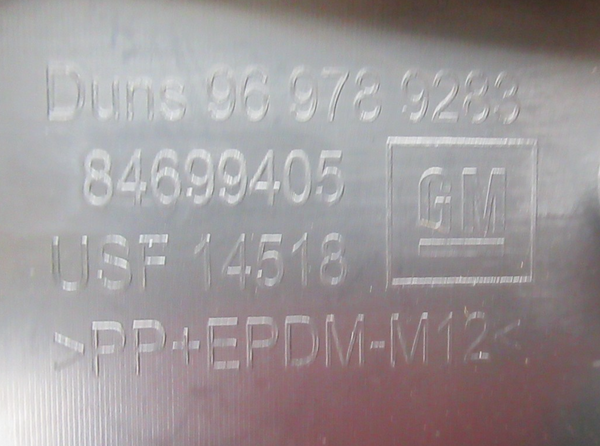 Duns 96 978 9283
84699405
GM
USF 14518
>PP+EPDM-M12<